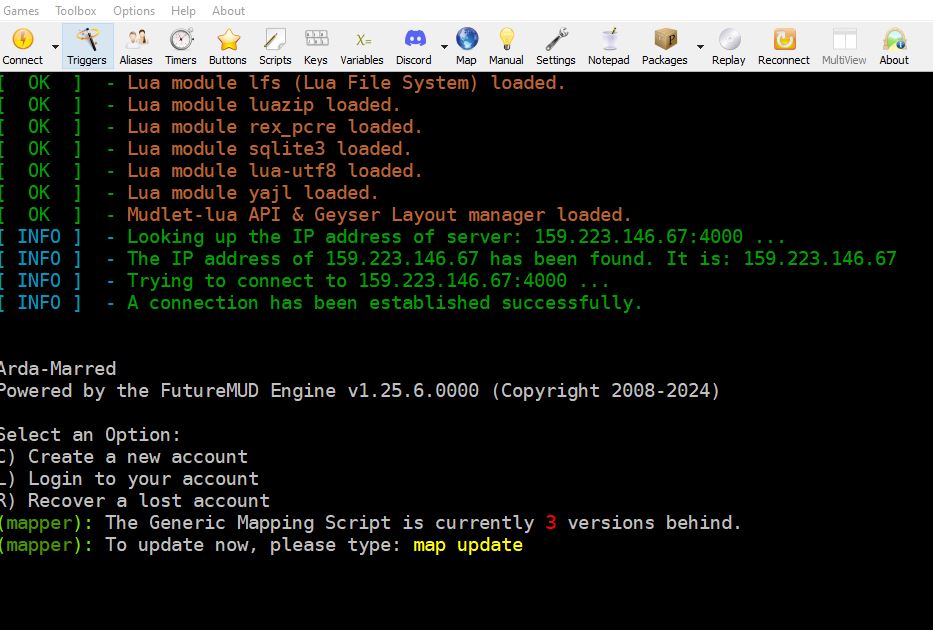 Games Toolbox Options Help About
Connect Triggers Aliases Timers Buttons Scripts Keys Variables Discord Map Manual Settings Notepad Packages Replay Reconnect MultiView About
[ OK ] - Lua module lfs (Lua File System) loaded.
[ OK ] - Lua module luazip loaded.
[ OK ] - Lua module rex_pcre loaded.
[ OK ] - Lua module sqlite3 loaded.
[ OK ] - Lua module lua-utf8 loaded.
[ OK ] - Lua module yajl loaded.
[ OK ] - Mudlet-lua API & Geyser Layout manager loaded.
[ INFO ] - Looking up the IP address of server: 159.223.146.67:4000 ...
[ INFO ] - The IP address of 159.223.146.67 has been found. It is: 159.223.146.67
[ INFO ] - Trying to connect to 159.223.146.67:4000 ...
[ INFO ] - A connection has been established successfully.
Arda-Marred
Powered by the FutureMUD Engine v1.25.6.0000 (Copyright 2008-2024)
Select an Option:
C) Create a new account
L) Login to your account
R) Recover a lost account
(mapper): The Generic Mapping Script is currently 3 versions behind.
(mapper): To update now, please type: map update